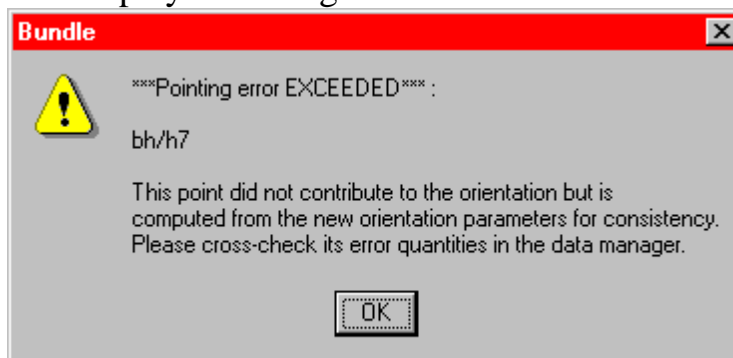 Bundle
***Pointing error EXCEEDED*** :
bh/h7
This point did not contribute to the orientation but is
computed from the new orientation parameters for consistency.
Please cross-check its error quantities in the data manager.
OK